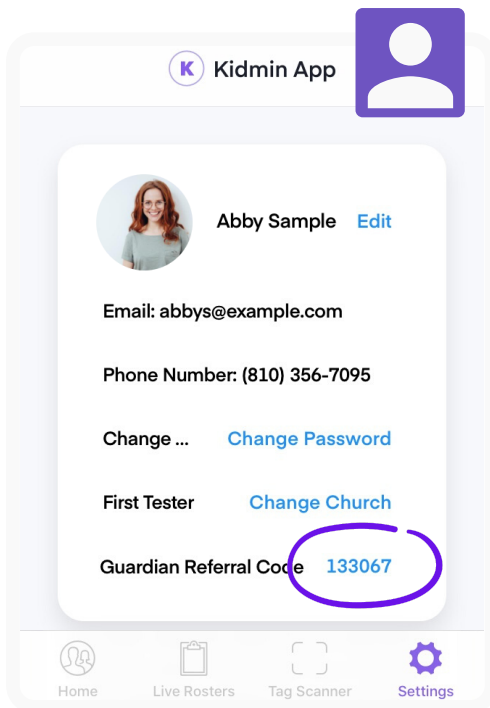 K Kidmin App
Abby Sample Edit
Email: abbys@example.com
Phone Number: (810) 356-7095
Change ... Change Password
First Tester Change Church
Guardian Referral Code 133067
Home Live Rosters Tag Scanner Settings